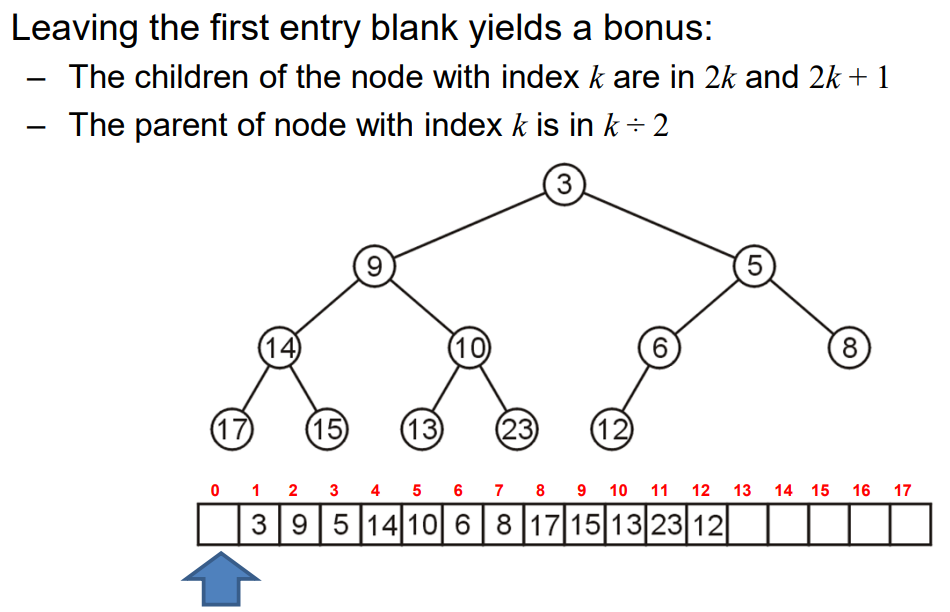 Leaving the first entry blank yields a bonus:
– The children of the node with index k are in 2k and 2k + 1
– The parent of node with index k is in k ÷ 2
3
9 5
14 10 6 8
17 15 13 23 12
0 1 2 3 4 5 6 7 8 9 10 11 12 13 14 15 16 17
3 9 5 14 10 6 8 17 15 13 23 12